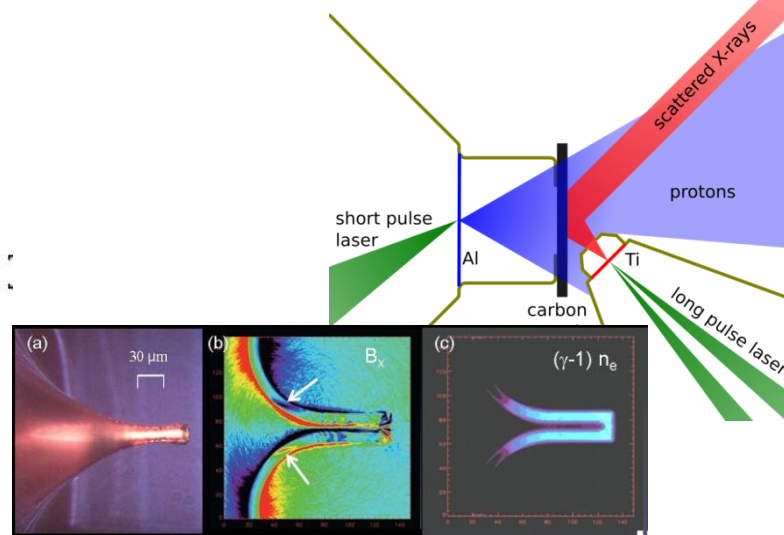 scattered X-rays
protons
short pulse
laser
Al
Ti
carbon
long pulse laser
(a)
30 µm
(b)
Bx
(c)
(γ-1) ne